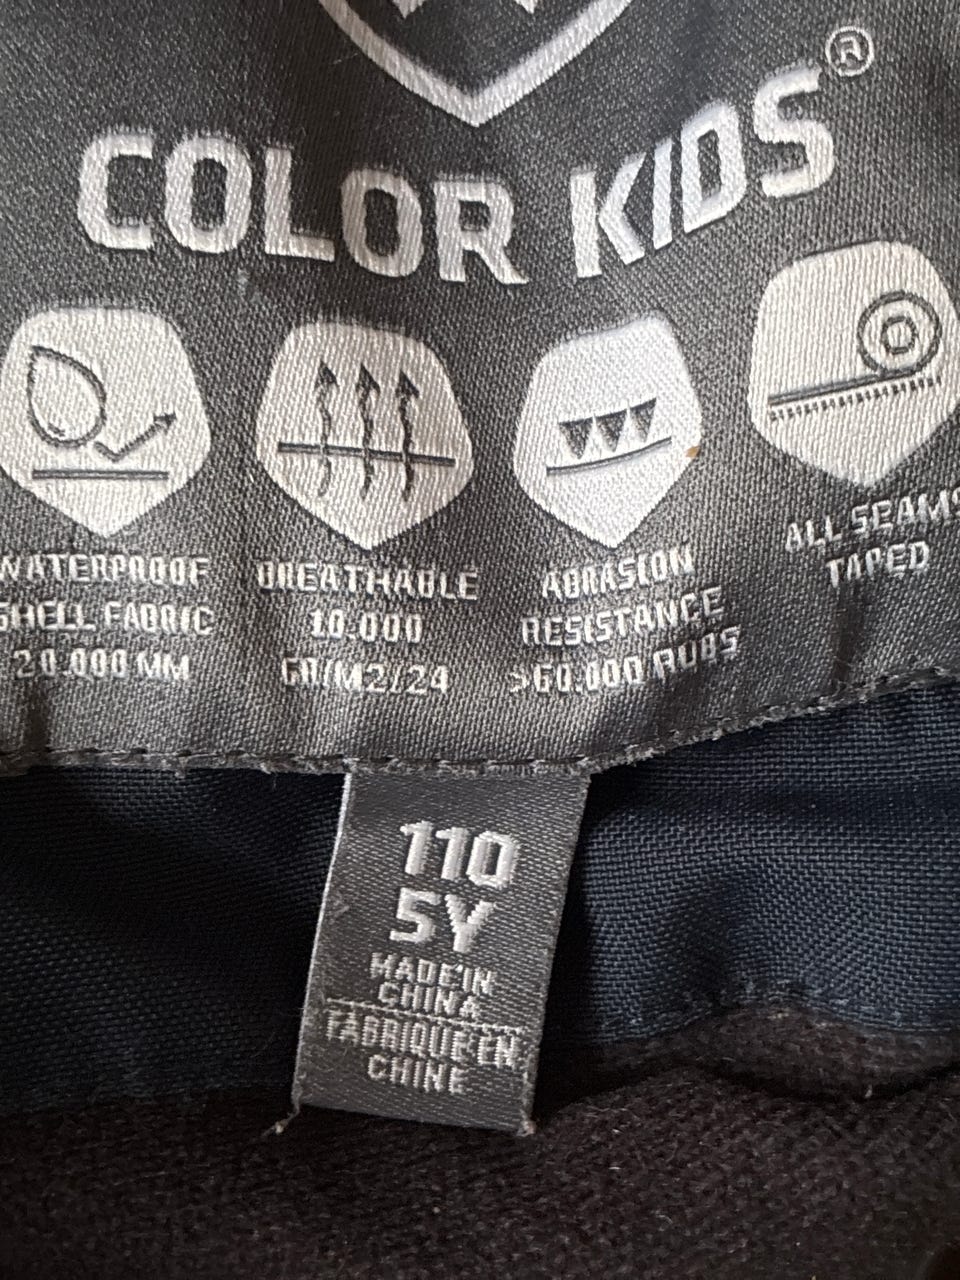 COLOR KIDS®
WATERPROOF
SHELL FABRIC
20.000 MM
BREATHABLE
10.000
GR/M2/24
ABRASION
RESISTANCE
>60.000 RUBS
ALL SEAMS
TAPED
110
5Y
MADE IN
CHINA
FABRIQUE EN
CHINE